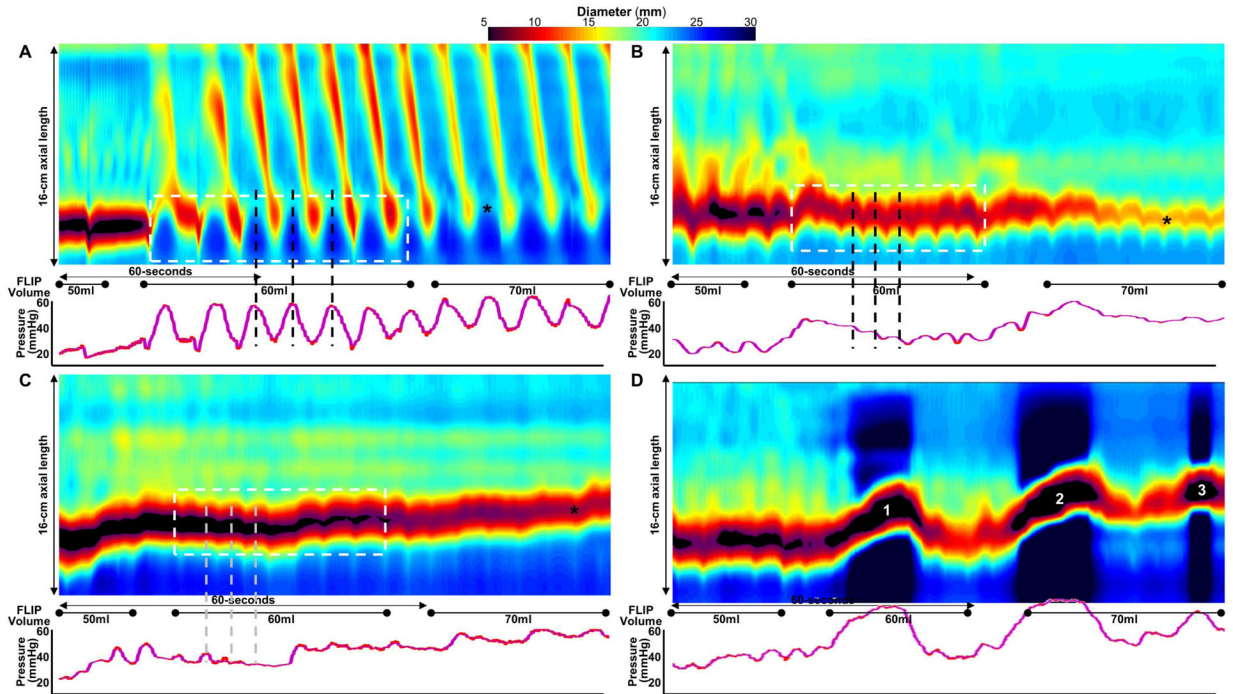 Diameter (mm)
5 10 15 20 25 30
A
16-cm axial length
*
60-seconds
FLIP
Volume
50ml 60ml 70ml
Pressure
(mmHg)
60
40
20
B
16-cm axial length
*
60-seconds
FLIP
Volume
50ml 60ml 70ml
Pressure
(mmHg)
60
40
20
C
16-cm axial length
*
60-seconds
FLIP
Volume
50ml 60ml 70ml
Pressure
(mmHg)
60
40
20
D
16-cm axial length
1 2 3
60-seconds
FLIP
Volume
50ml 60ml 70ml
Pressure
(mmHg)
60
40
20